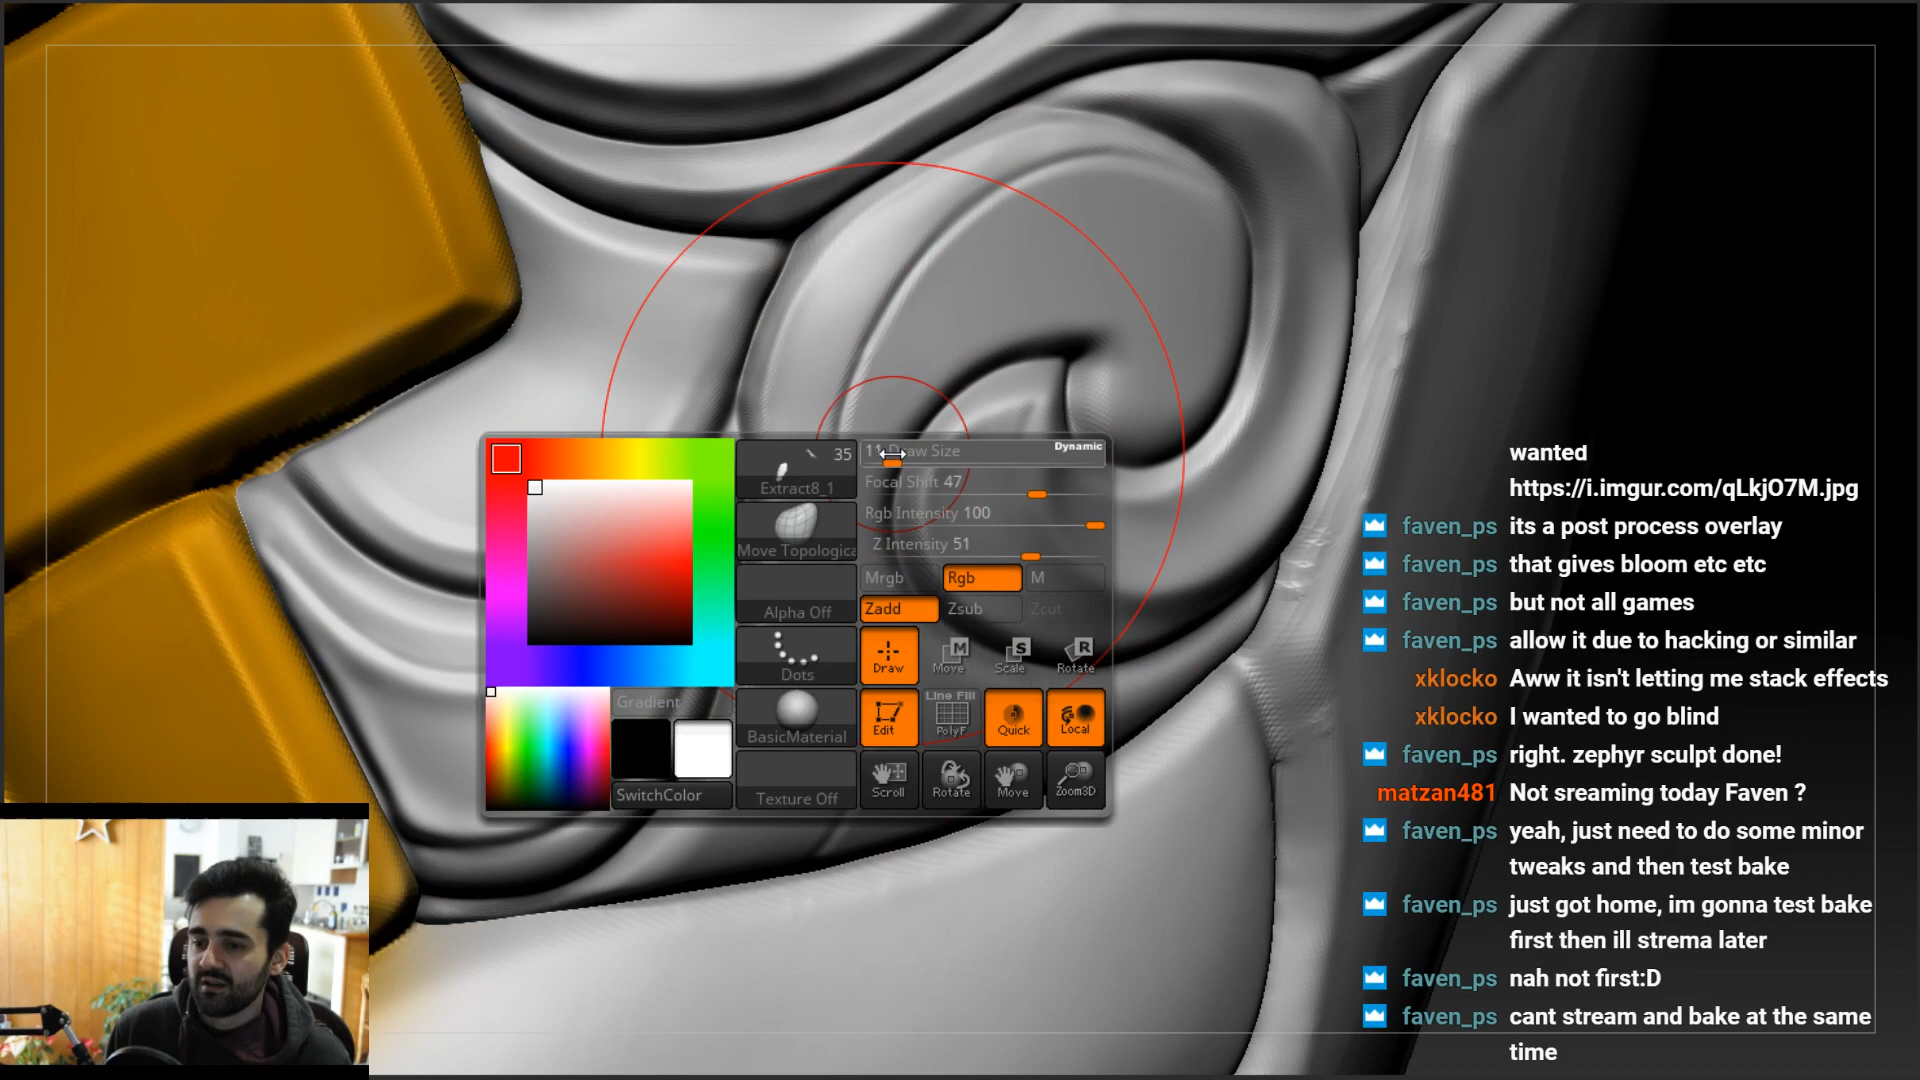 35
Extract8_1
Move Topologica
Alpha Off
Dots
BasicMaterial
Texture Off
Gradient
SwitchColor
11 Draw Size
Dynamic
Focal Shift 47
Rgb Intensity 100
Z Intensity 51
Mrgb Rgb M
Zadd Zsub Zcut
Draw Move M Scale S Rotate R
Line Fill
Edit PolyF Quick Local
Scroll Rotate Move Zoom3D
wanted
https://i.imgur.com/qLkjO7M.jpg
faven_ps its a post process overlay
faven_ps that gives bloom etc etc
faven_ps but not all games
faven_ps allow it due to hacking or similar
xklocko Aww it isn't letting me stack effects
xklocko I wanted to go blind
faven_ps right. zephyr sculpt done!
matzan481 Not sreaming today Faven ?
faven_ps yeah, just need to do some minor
tweaks and then test bake
faven_ps just got home, im gonna test bake
first then ill strema later
faven_ps nah not first:D
faven_ps cant stream and bake at the same
time